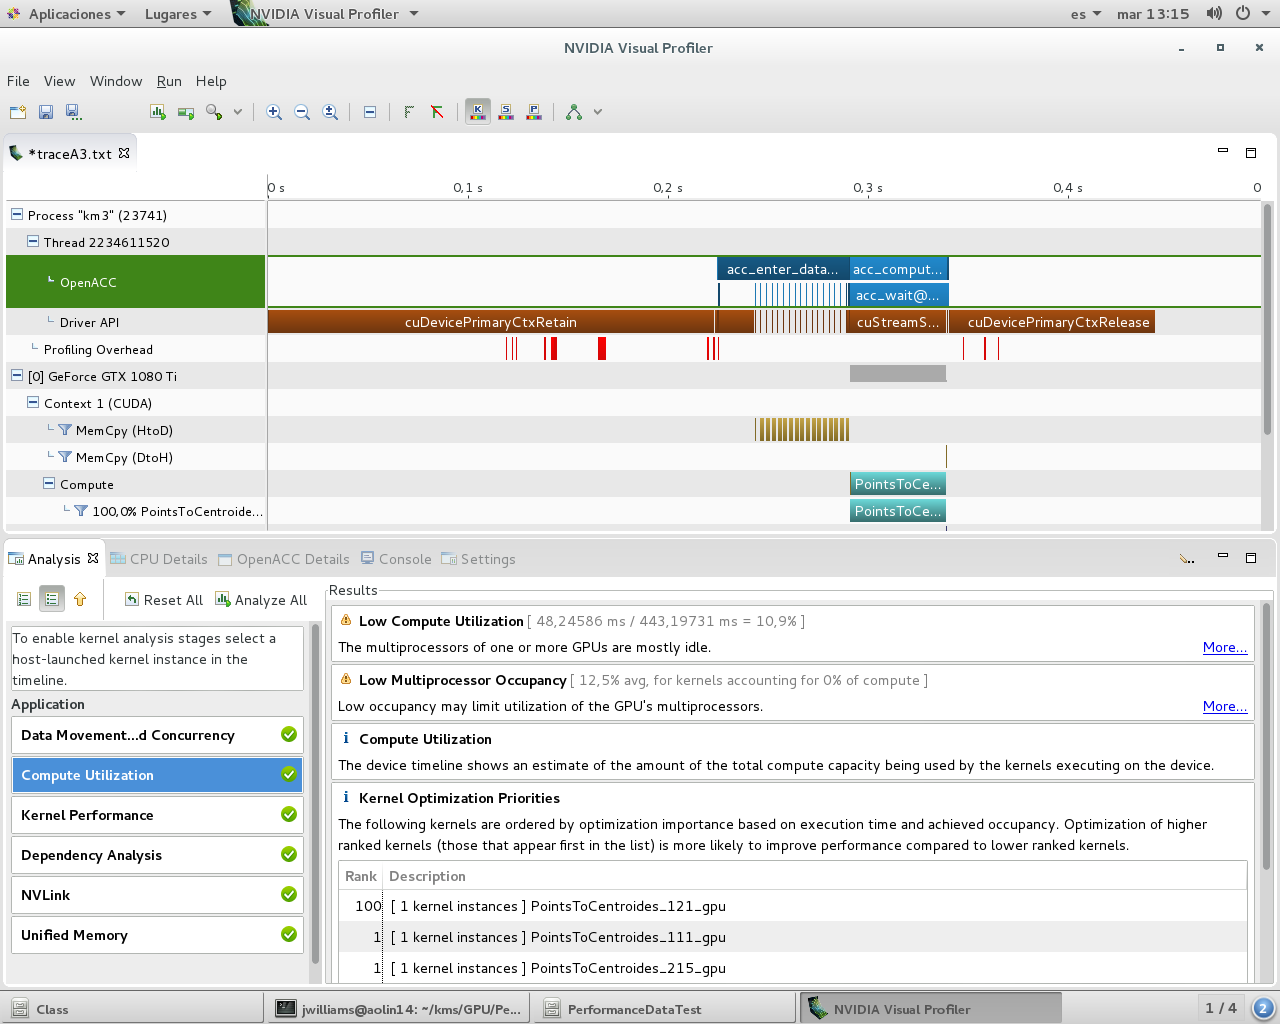 Aplicaciones Lugares NVIDIA Visual Profiler es mar 13:15
NVIDIA Visual Profiler
File View Window Run Help
*traceA3.txt
0 s 0,1 s 0,2 s 0,3 s 0,4 s 0
Process "km3" (23741)
Thread 2234611520
OpenACC
acc_enter_data... acc_comput...
acc_wait@...
Driver API cuDevicePrimaryCtxRetain cuStreamS... cuDevicePrimaryCtxRelease
Profiling Overhead
[0] GeForce GTX 1080 Ti
Context 1 (CUDA)
MemCpy (HtoD)
MemCpy (DtoH)
Compute PointsToCe...
100,0% PointsToCentroide... PointsToCe...
Analysis CPU Details OpenACC Details Console Settings
Reset All Analyze All
To enable kernel analysis stages select a
host-launched kernel instance in the
timeline.
Application
Data Movement...d Concurrency
Compute Utilization
Kernel Performance
Dependency Analysis
NVLink
Unified Memory
Results
Low Compute Utilization [ 48,24586 ms / 443,19731 ms = 10,9% ]
The multiprocessors of one or more GPUs are mostly idle. More...
Low Multiprocessor Occupancy [ 12,5% avg, for kernels accounting for 0% of compute ]
Low occupancy may limit utilization of the GPU's multiprocessors. More...
i Compute Utilization
The device timeline shows an estimate of the amount of the total compute capacity being used by the kernels executing on the device.
i Kernel Optimization Priorities
The following kernels are ordered by optimization importance based on execution time and achieved occupancy. Optimization of higher
ranked kernels (those that appear first in the list) is more likely to improve performance compared to lower ranked kernels.
Rank Description
100 [ 1 kernel instances ] PointsToCentroides_121_gpu
1 [ 1 kernel instances ] PointsToCentroides_111_gpu
1 [ 1 kernel instances ] PointsToCentroides_215_gpu
Class jwilliams@aolin14: ~/kms/GPU/Pe... PerformanceDataTest NVIDIA Visual Profiler 1 / 4 2